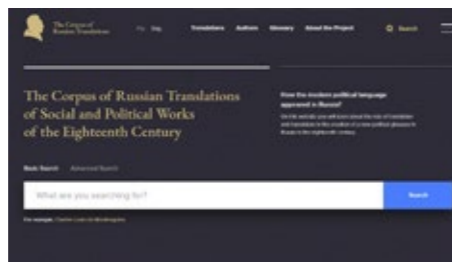 The Corpus of
Russian Translations
Eng
Translations
Authors
Glossary
About the Project
Search
The Corpus of Russian Translations
of Social and Political Works
of the Eighteenth Century
How the modern political language
appeared in Russia?
Basic Search
Advanced Search
What are you searching for?
Search
For example: